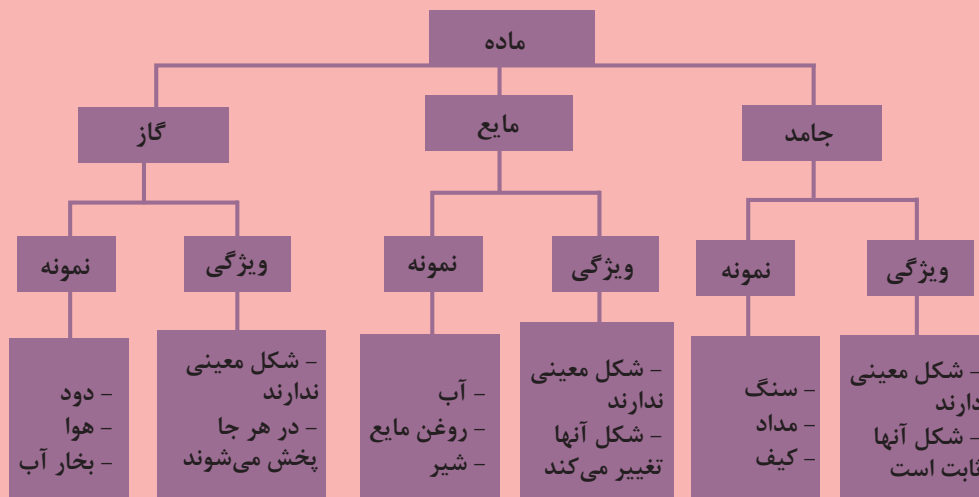 ماده
جامد
مایع
گاز
ویژگی
نمونه
ویژگی
نمونه
ویژگی
نمونه
– شکل معینی
دارند
– شکل آنها
ثابت است
– سنگ
– مداد
– کیف
– شکل معینی
ندارند
– شکل آنها
تغییر می‌کند
– آب
– روغن مایع
– شیر
– شکل معینی
ندارند
– در هر جا
پخش می‌شوند
– دود
– هوا
– بخار آب